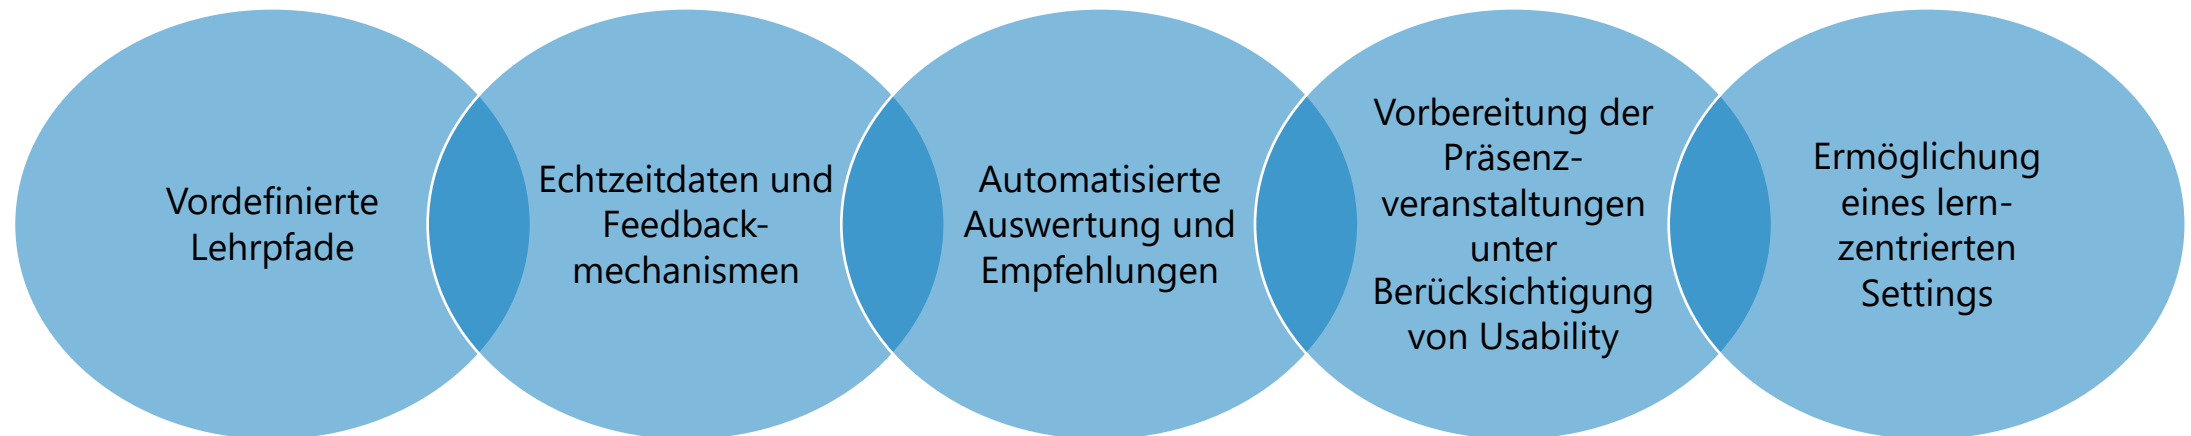 Vordefinierte
Lehrpfade
Echtzeitdaten und
Feedback-
mechanismen
Automatisierte
Auswertung und
Empfehlungen
Vorbereitung der
Präsenz-
veranstaltungen
unter
Berücksichtigung
von Usability
Ermöglichung
eines lern-
zentrierten
Settings